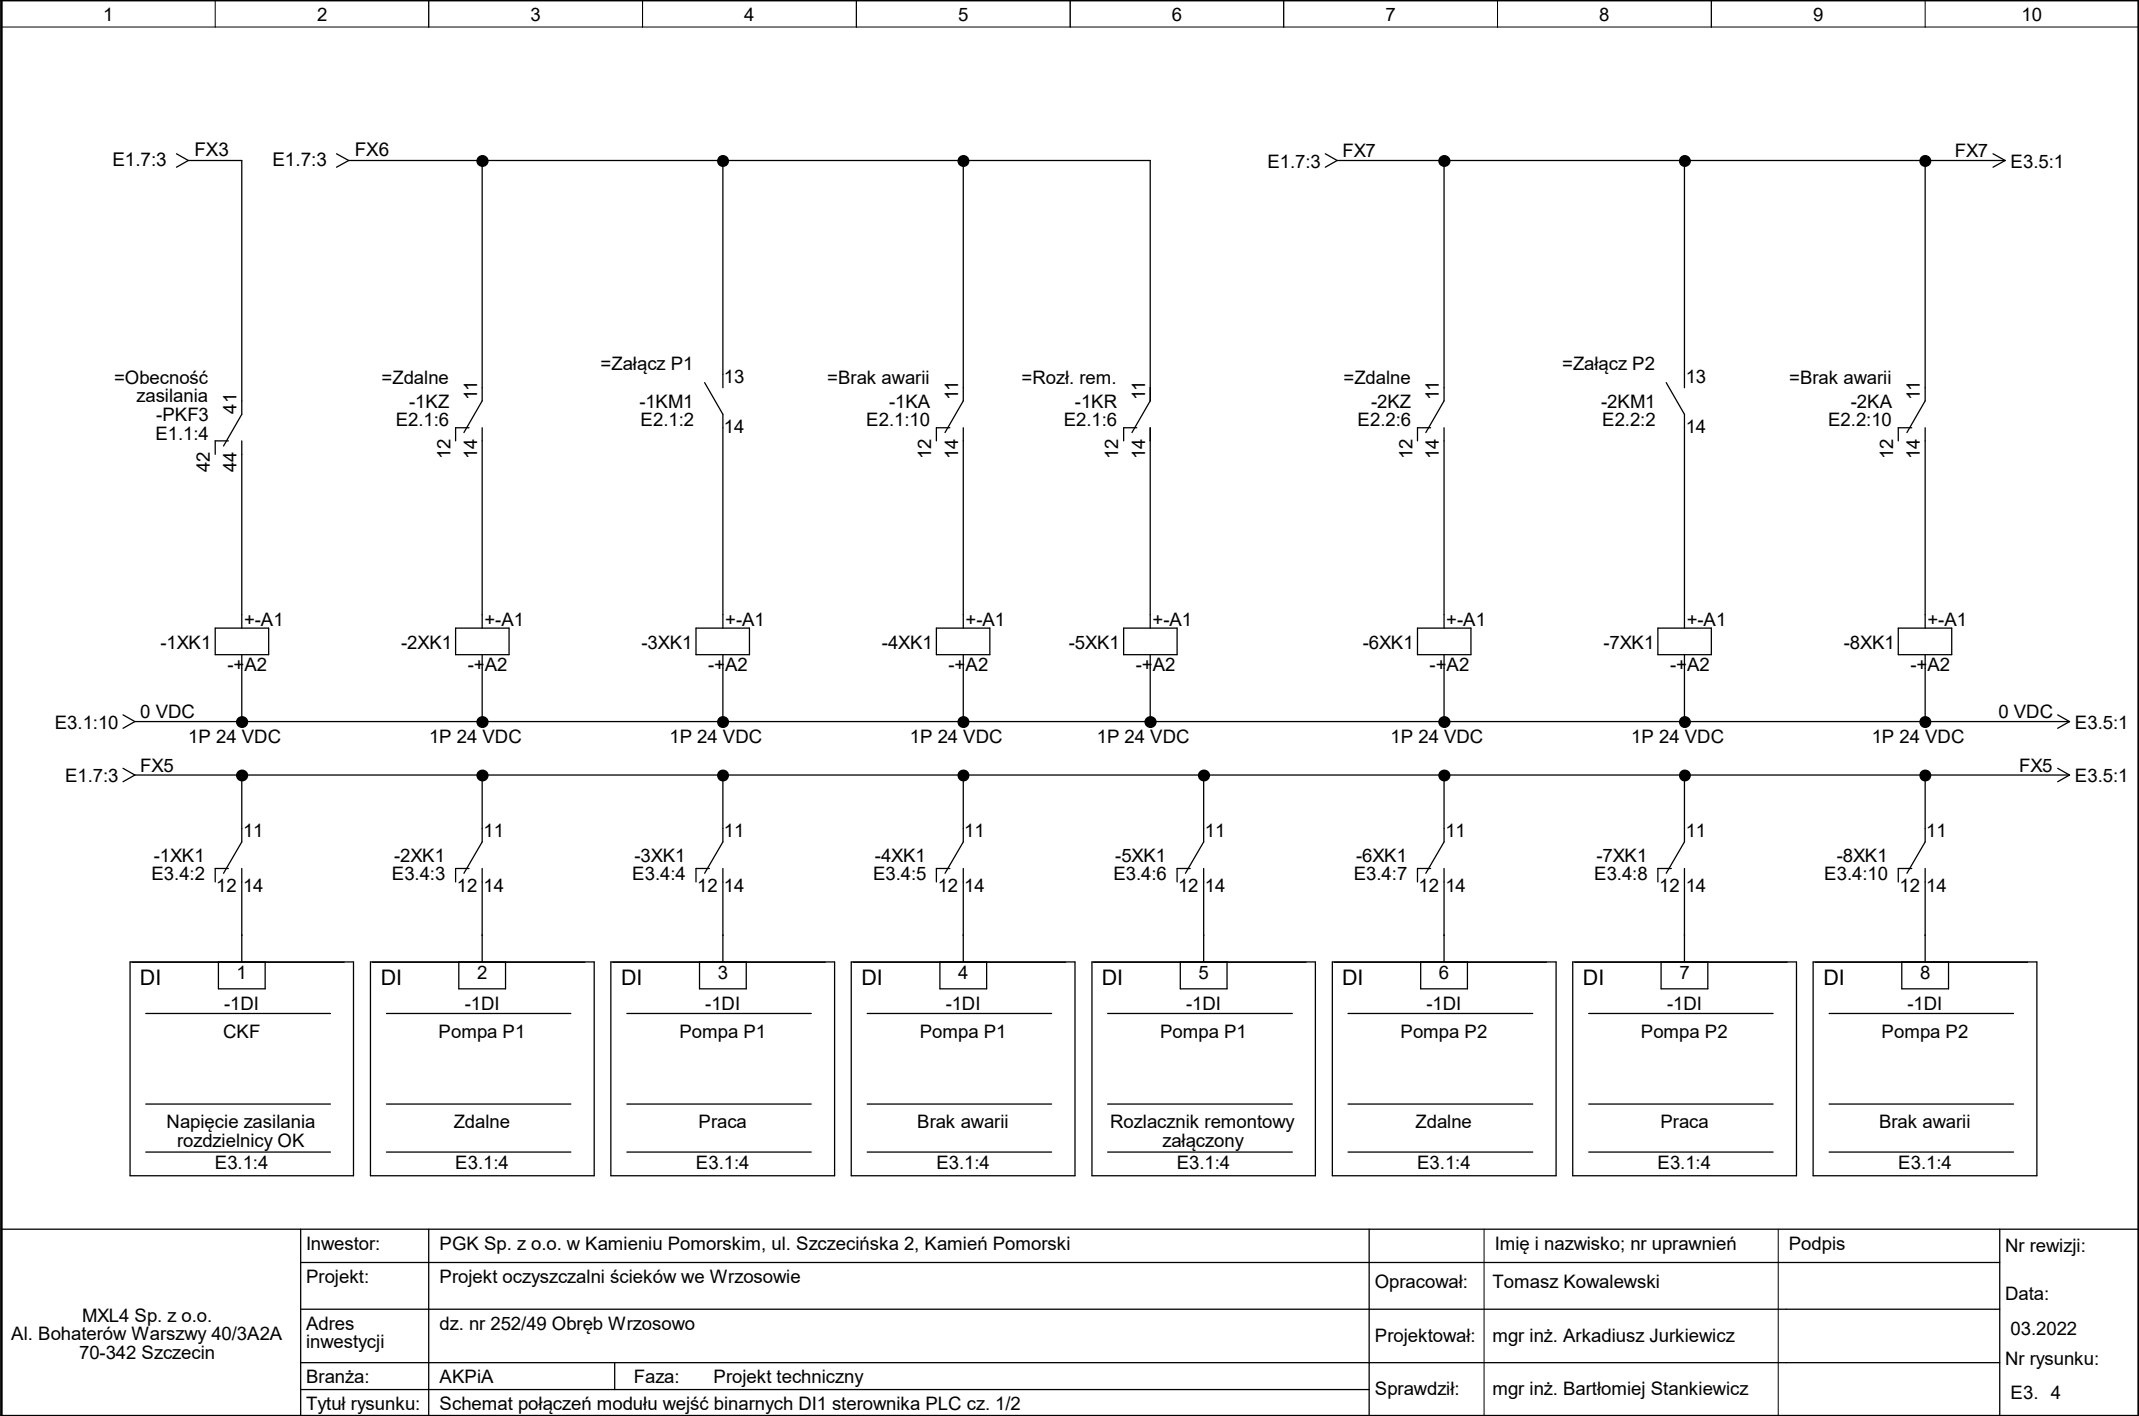 1 2 3 4 5 6 7 8 9 10
E1.7:3 FX3 E1.7:3 FX6 E1.7:3 FX7 FX7 E3.5:1
=Obecność
zasilania
-PKF3
E1.1:4
41
42 44
=Zdalne
-1KZ
E2.1:6
11
12 14
=Załącz P1
-1KM1
E2.1:2
13
14
=Brak awarii
-1KA
E2.1:10
11
12 14
=Rozł. rem.
-1KR
E2.1:6
11
12 14
=Zdalne
-2KZ
E2.2:6
11
12 14
=Załącz P2
-2KM1
E2.2:2
13
14
=Brak awarii
-2KA
E2.2:10
11
12 14
+-A1 +-A1 +-A1 +-A1 +-A1 +-A1 +-A1 +-A1
-1XK1 -2XK1 -3XK1 -4XK1 -5XK1 -6XK1 -7XK1 -8XK1
-+A2 -+A2 -+A2 -+A2 -+A2 -+A2 -+A2 -+A2
E3.1:10 0 VDC 0 VDC E3.5:1
1P 24 VDC 1P 24 VDC 1P 24 VDC 1P 24 VDC 1P 24 VDC 1P 24 VDC 1P 24 VDC 1P 24 VDC
E1.7:3 FX5 FX5 E3.5:1
11 11 11 11 11 11 11 11
-1XK1 -2XK1 -3XK1 -4XK1 -5XK1 -6XK1 -7XK1 -8XK1
E3.4:2 E3.4:3 E3.4:4 E3.4:5 E3.4:6 E3.4:7 E3.4:8 E3.4:10
12 14 12 14 12 14 12 14 12 14 12 14 12 14 12 14
DI 1
-1DI
CKF
Napięcie zasilania
rozdzielnicy OK
E3.1:4
DI 2
-1DI
Pompa P1
Zdalne
E3.1:4
DI 3
-1DI
Pompa P1
Praca
E3.1:4
DI 4
-1DI
Pompa P1
Brak awarii
E3.1:4
DI 5
-1DI
Pompa P1
Rozlacznik remontowy
załączony
E3.1:4
DI 6
-1DI
Pompa P2
Zdalne
E3.1:4
DI 7
-1DI
Pompa P2
Praca
E3.1:4
DI 8
-1DI
Pompa P2
Brak awarii
E3.1:4
MXL4 Sp. z o.o.
Al. Bohaterów Warszwy 40/3A2A
70-342 Szczecin
Inwestor: PGK Sp. z o.o. w Kamieniu Pomorskim, ul. Szczecińska 2, Kamień Pomorski
Projekt: Projekt oczyszczalni ścieków we Wrzosowie
Adres
inwestycji
dz. nr 252/49 Obręb Wrzosowo
Branża: AKPiA Faza: Projekt techniczny
Tytuł rysunku: Schemat połączeń modułu wejść binarnych DI1 sterownika PLC cz. 1/2
Imię i nazwisko; nr uprawnień Podpis
Opracował: Tomasz Kowalewski
Projektował: mgr inż. Arkadiusz Jurkiewicz
Sprawdził: mgr inż. Bartłomiej Stankiewicz
Nr rewizji:
Data:
03.2022
Nr rysunku:
E3. 4